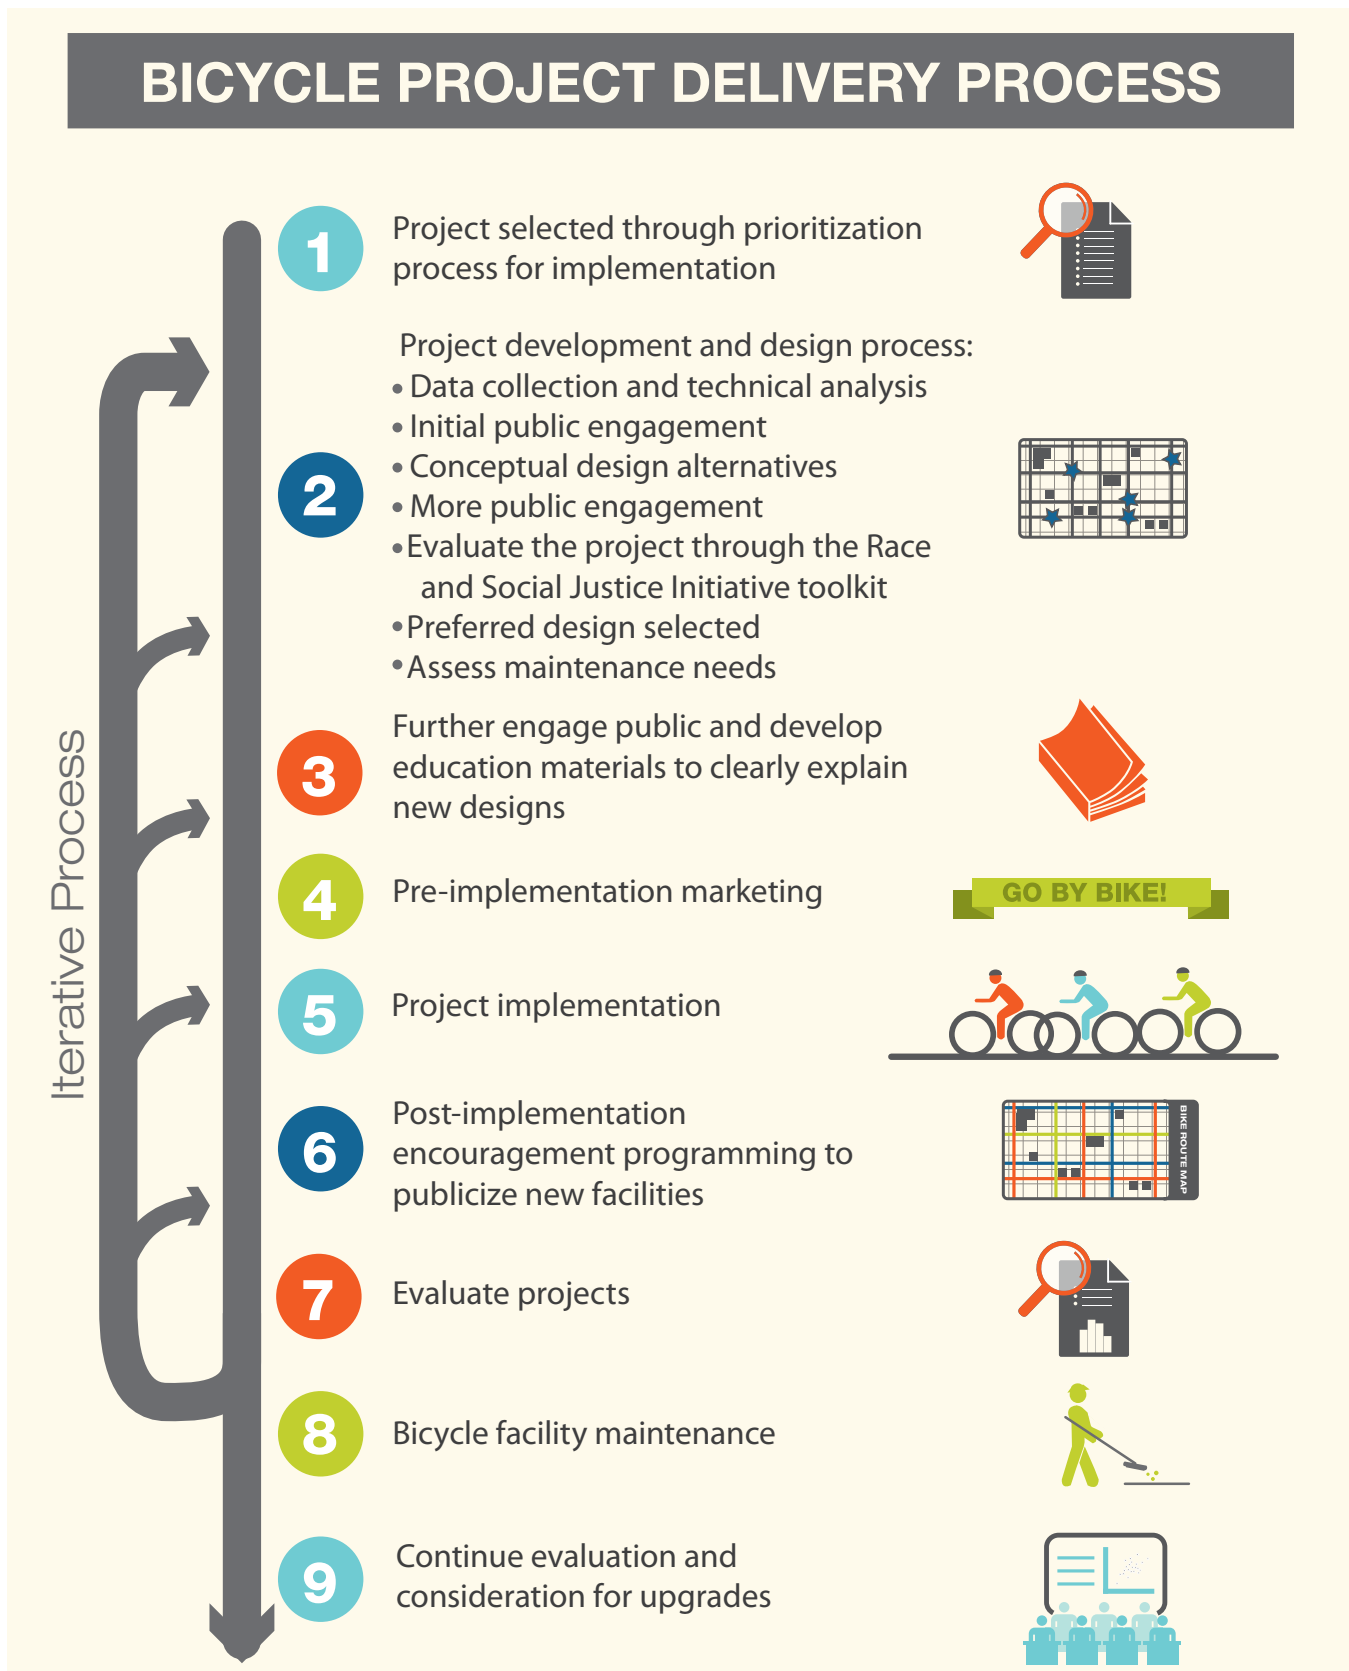 BICYCLE PROJECT DELIVERY PROCESS
Iterative Process
1
Project selected through prioritization
process for implementation
2
Project development and design process:
• Data collection and technical analysis
• Initial public engagement
• Conceptual design alternatives
• More public engagement
• Evaluate the project through the Race
and Social Justice Initiative toolkit
• Preferred design selected
• Assess maintenance needs
3
Further engage public and develop
education materials to clearly explain
new designs
4
Pre-implementation marketing
GO BY BIKE!
5
Project implementation
6
Post-implementation
encouragement programming to
publicize new facilities
BIKE ROUTE MAP
7
Evaluate projects
8
Bicycle facility maintenance
9
Continue evaluation and
consideration for upgrades